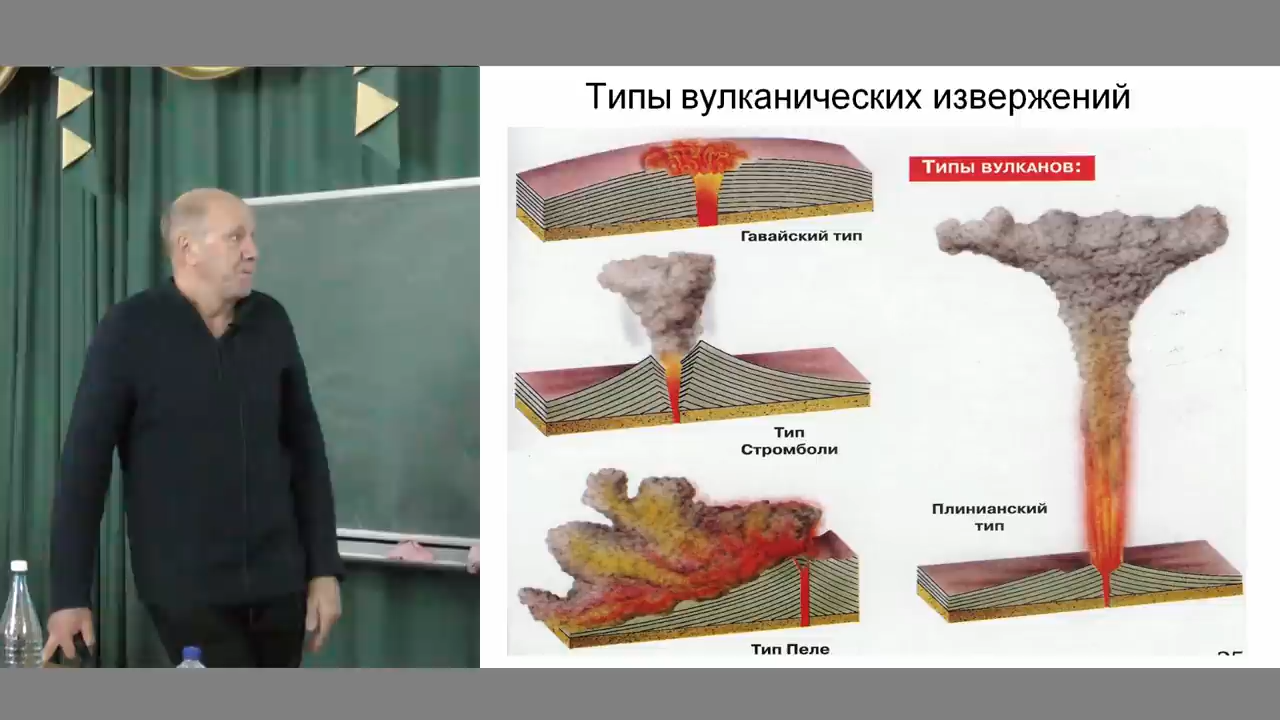 Типы вулканических извержений
Типы вулканов:
Гавайский тип
Тип
Стромболи
Плинианский
тип
Тип Пеле